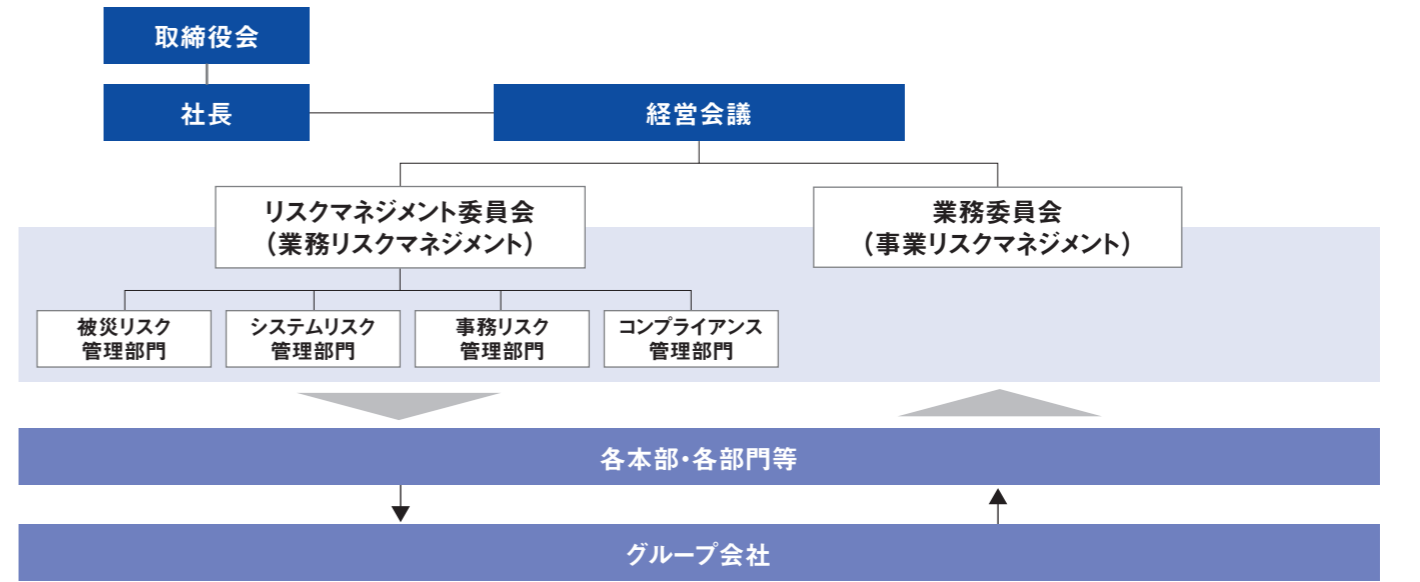 取締役会
社長
経営会議
リスクマネジメント委員会
（業務リスクマネジメント）
業務委員会
（事業リスクマネジメント）
被災リスク
管理部門
システムリスク
管理部門
事務リスク
管理部門
コンプライアンス
管理部門
各本部・各部門等
グループ会社